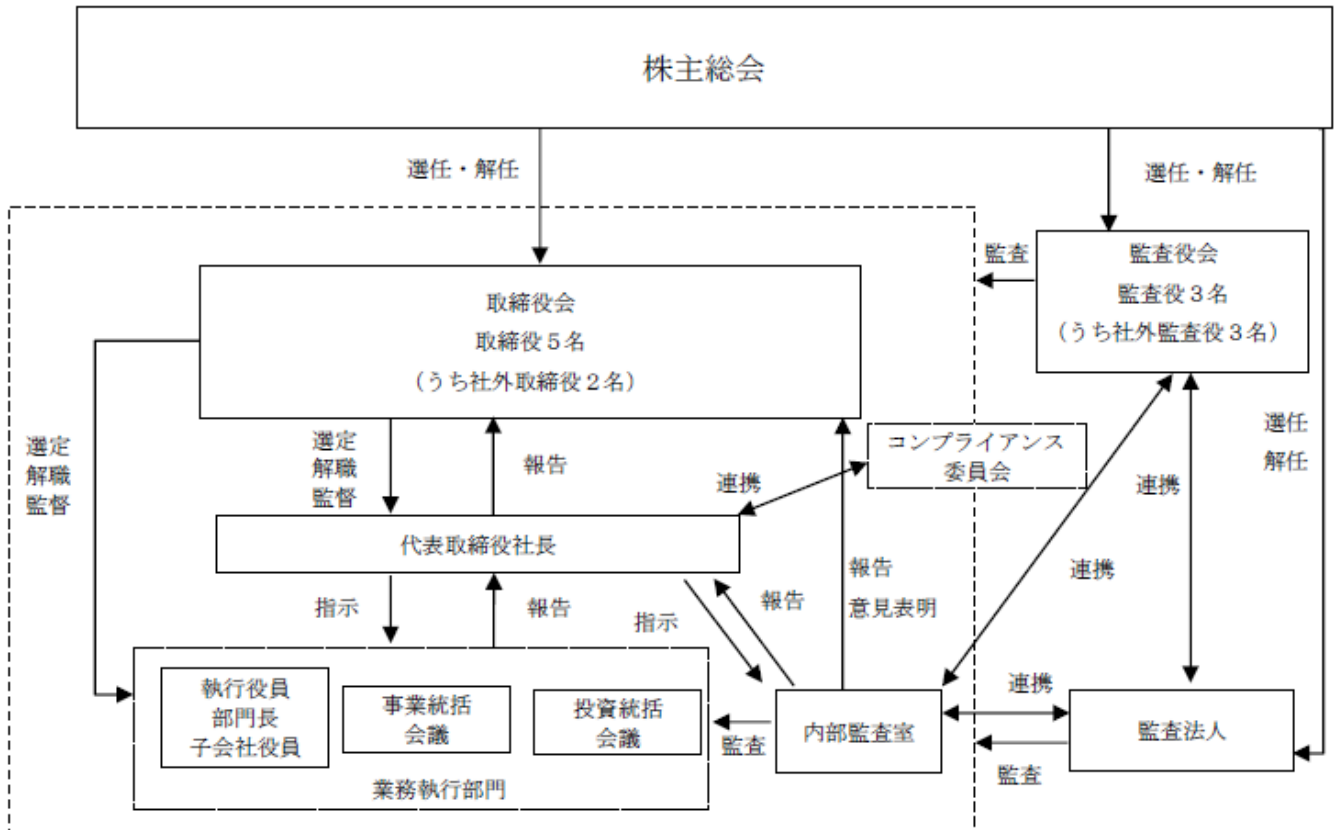 株主総会
選任・解任
選任・解任
監査
監査役会
監査役3名
（うち社外監査役3名）
取締役会
取締役5名
（うち社外取締役2名）
選定
解職
監督
選定
解職
監督
報告
連携
コンプライアンス
委員会
連携
選任
解任
代表取締役社長
指示
報告
指示
報告
報告
意見表明
連携
執行役員
部門長
子会社役員
事業統括
会議
投資統括
会議
業務執行部門
監査
内部監査室
連携
監査
監査法人